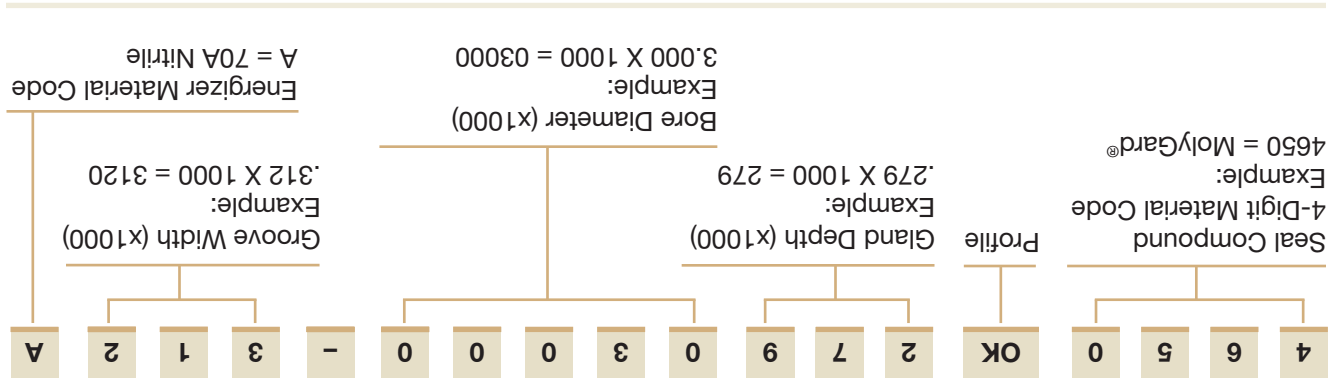 4 6 5 0 OK 2 7 9 0 3 0 0 0 – 3 1 2 A
Seal Compound
4-Digit Material Code
Example:
4650 = MolyGard®
Profile
Gland Depth (x1000)
Example:
.279 X 1000 = 279
Bore Diameter (x1000)
Example:
3.000 X 1000 = 03000
Groove Width (x1000)
Example:
.312 X 1000 = 3120
Energizer Material Code
A = 70A Nitrile